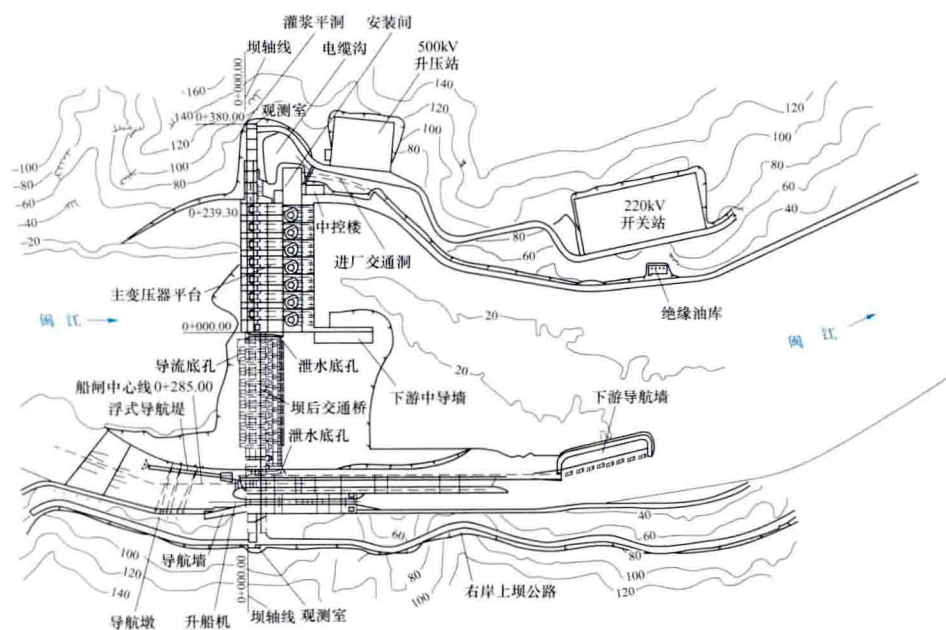 灌浆平洞
安装间
坝轴线
电缆沟
500kV
升压站
0+000.00
160
140
0+380.00
观测室
140
120
100
80
120
100
80
60
40
20
120
100
80
120
100
80
60
40
220kV
开关站
0+239.30
中控楼
进厂交通洞
80
60
主变压器平台
绝缘油库
闽江
0+000.00
20
闽江
导流底孔
泄水底孔
20
船闸中心线 0+285.00
下游中导墙
下游导航墙
浮式导航堤
坝后交通桥
泄水底孔
40
60
60
80
80
100
100
120
100
120
140
导航墙
右岸上坝公路
0+000.00
导航墩
升船机
坝轴线
观测室